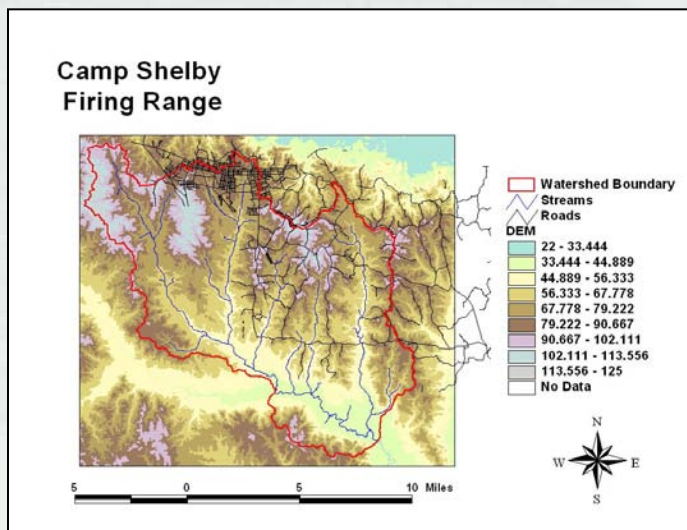 Camp Shelby
Firing Range
Watershed Boundary
Streams
Roads
DEM
22 - 33.444
33.444 - 44.889
44.889 - 56.333
56.333 - 67.778
67.778 - 79.222
79.222 - 90.667
90.667 - 102.111
102.111 - 113.556
113.556 - 125
No Data
N
W E
S
5 0 5 10 Miles